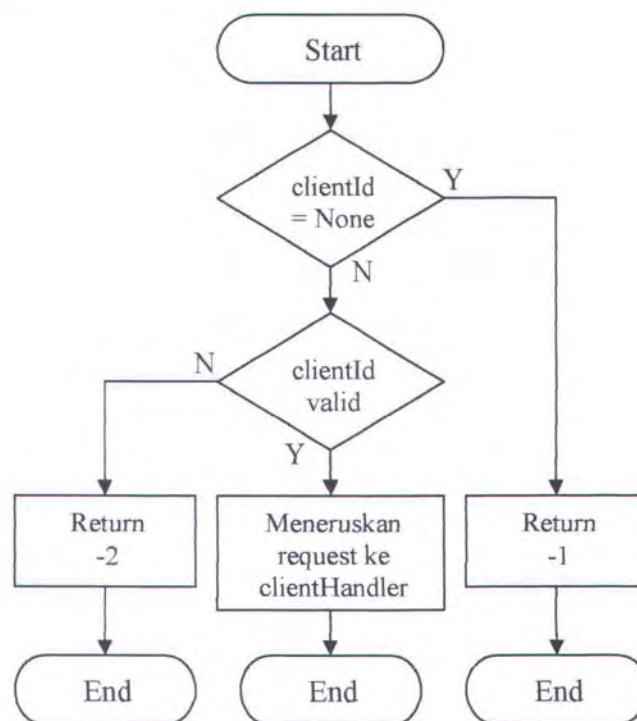 Start
clientId
= None
Y
N
clientId
valid
N
Y
Return
-2
Meneruskan
request ke
clientHandler
Return
-1
End
End
End